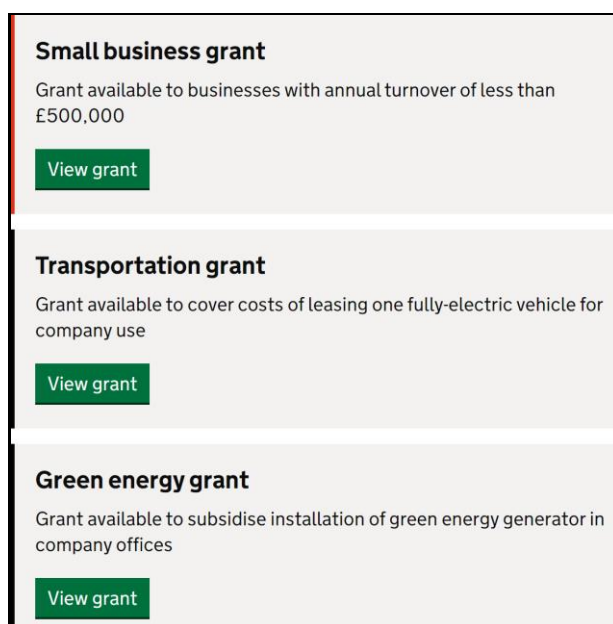 Small business grant
Grant available to businesses with annual turnover of less than
£500,000
View grant
Transportation grant
Grant available to cover costs of leasing one fully-electric vehicle for
company use
View grant
Green energy grant
Grant available to subsidise installation of green energy generator in
company offices
View grant